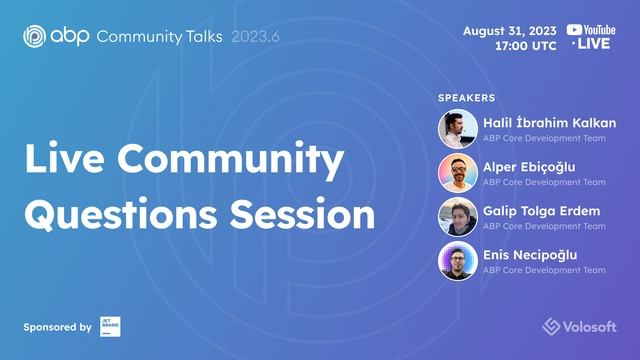 abp Community Talks 2023.6
August 31, 2023
17:00 UTC
YouTube
• LIVE
Live Community
Questions Session
SPEAKERS
Halil İbrahim Kalkan
ABP Core Development Team
Alper Ebiçoğlu
ABP Core Development Team
Galip Tolga Erdem
ABP Core Development Team
Enis Necipoğlu
ABP Core Development Team
Sponsored by
JET
BRAINS
Volosoft